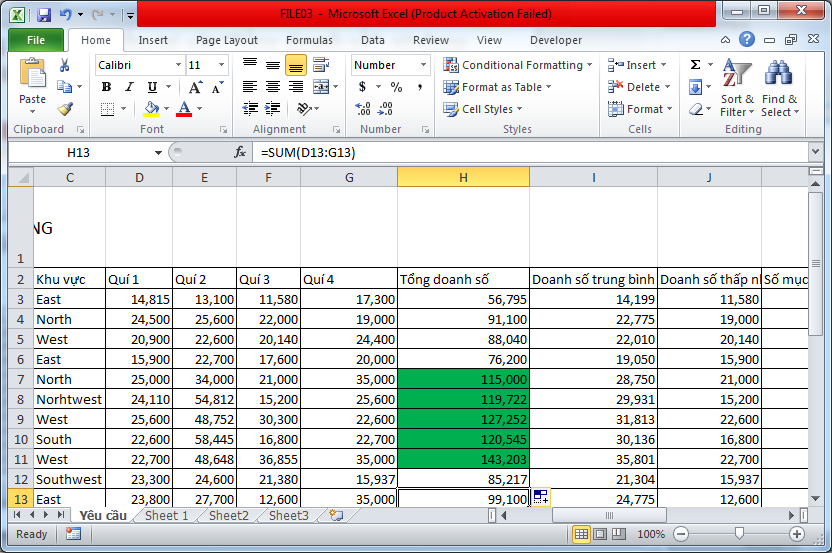 FILE03 - Microsoft Excel (Product Activation Failed)
File Home Insert Page Layout Formulas Data Review View Developer
Paste Calibri 11 Number Conditional Formatting Insert Σ
B I U A A $ % , Format as Table Delete Sort & Find &
A Cell Styles Format Filter Select
Clipboard Font Alignment Number Styles Cells Editing
H13 fx =SUM(D13:G13)
C D E F G H I J
1 NG
2 Khu vực Quí 1 Quí 2 Quí 3 Quí 4 Tổng doanh số Doanh số trung bình Doanh số thấp nh Số mục
3 East 14,815 13,100 11,580 17,300 56,795 14,199 11,580
4 North 24,500 25,600 22,000 19,000 91,100 22,775 19,000
5 West 20,900 22,600 20,140 24,400 88,040 22,010 20,140
6 East 15,900 22,700 17,600 20,000 76,200 19,050 15,900
7 North 25,000 34,000 21,000 35,000 115,000 28,750 21,000
8 Norhtwest 24,110 54,812 15,200 25,600 119,722 29,931 15,200
9 West 25,600 48,752 30,300 22,600 127,252 31,813 22,600
10 South 22,600 58,445 16,800 22,700 120,545 30,136 16,800
11 West 22,700 48,648 36,855 35,000 143,203 35,801 22,700
12 Southwest 23,300 24,600 21,380 15,937 85,217 21,304 15,937
13 East 23,800 27,700 12,600 35,000 99,100 24,775 12,600
Yêu cầu Sheet 1 Sheet2 Sheet3
Ready 100%